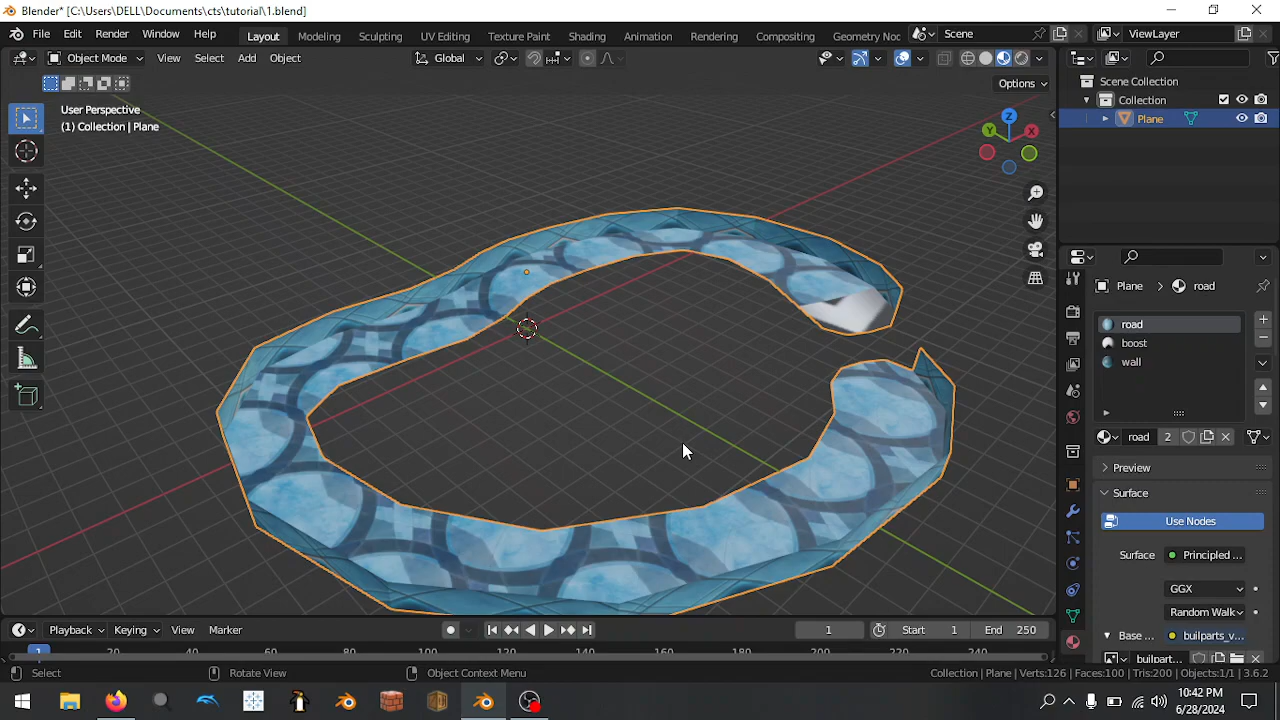 Blender* [C:\Users\DELL\Documents\cts\tutorial\1.blend]
File Edit Render Window Help Layout Modeling Sculpting UV Editing Texture Paint Shading Animation Rendering Compositing Geometry Noc Scene ViewLayer
Object Mode View Select Add Object Global
Options
User Perspective
(1) Collection | Plane
Z
Y
X
Scene Collection
Collection
Plane
Plane road
road
boost
wall
road 2
Preview
Surface
Use Nodes
Surface Principled ...
GGX
Random Walk
Base ... builparts_v...
builpart...
Playback Keying View Marker 1 Start 1 End 250
20 40 60 80 100 120 140 160 180 200 220 240
1
Select Rotate View Object Context Menu Collection | Plane | Verts:126 | Faces:100 | Tris:200 | Objects:1/1 | 3.6.2
10:42 PM
6/28/2024